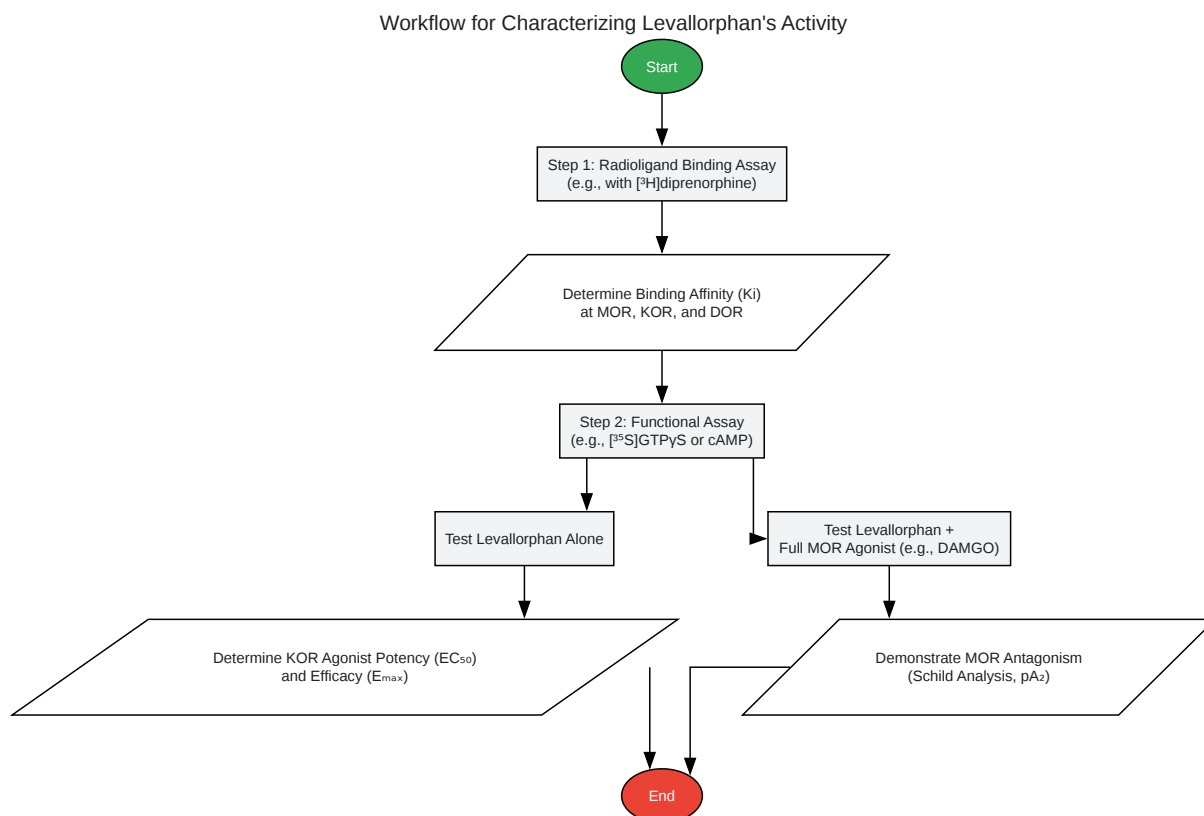 Workflow for Characterizing Levallorphan's Activity
Start
Step 1: Radioligand Binding Assay
(e.g., with [³H]diprenorphine)
Determine Binding Affinity (Ki)
at MOR, KOR, and DOR
Step 2: Functional Assay
(e.g., [³⁵S]GTPγS or cAMP)
Test Levallorphan Alone
Test Levallorphan +
Full MOR Agonist (e.g., DAMGO)
Determine KOR Agonist Potency (EC₅₀)
and Efficacy (Eₘₐₓ)
Demonstrate MOR Antagonism
(Schild Analysis, pA₂)
End